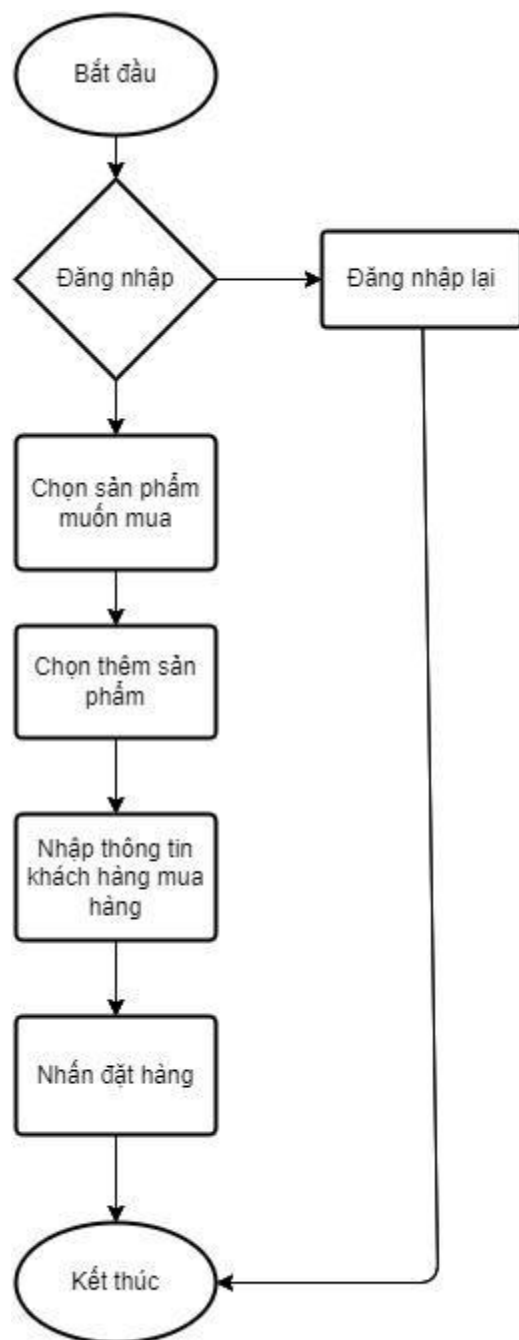 Bắt đầu
Đăng nhập
Đăng nhập lại
Chọn sản phẩm
muốn mua
Chọn thêm sản
phẩm
Nhập thông tin
khách hàng mua
hàng
Nhấn đặt hàng
Kết thúc